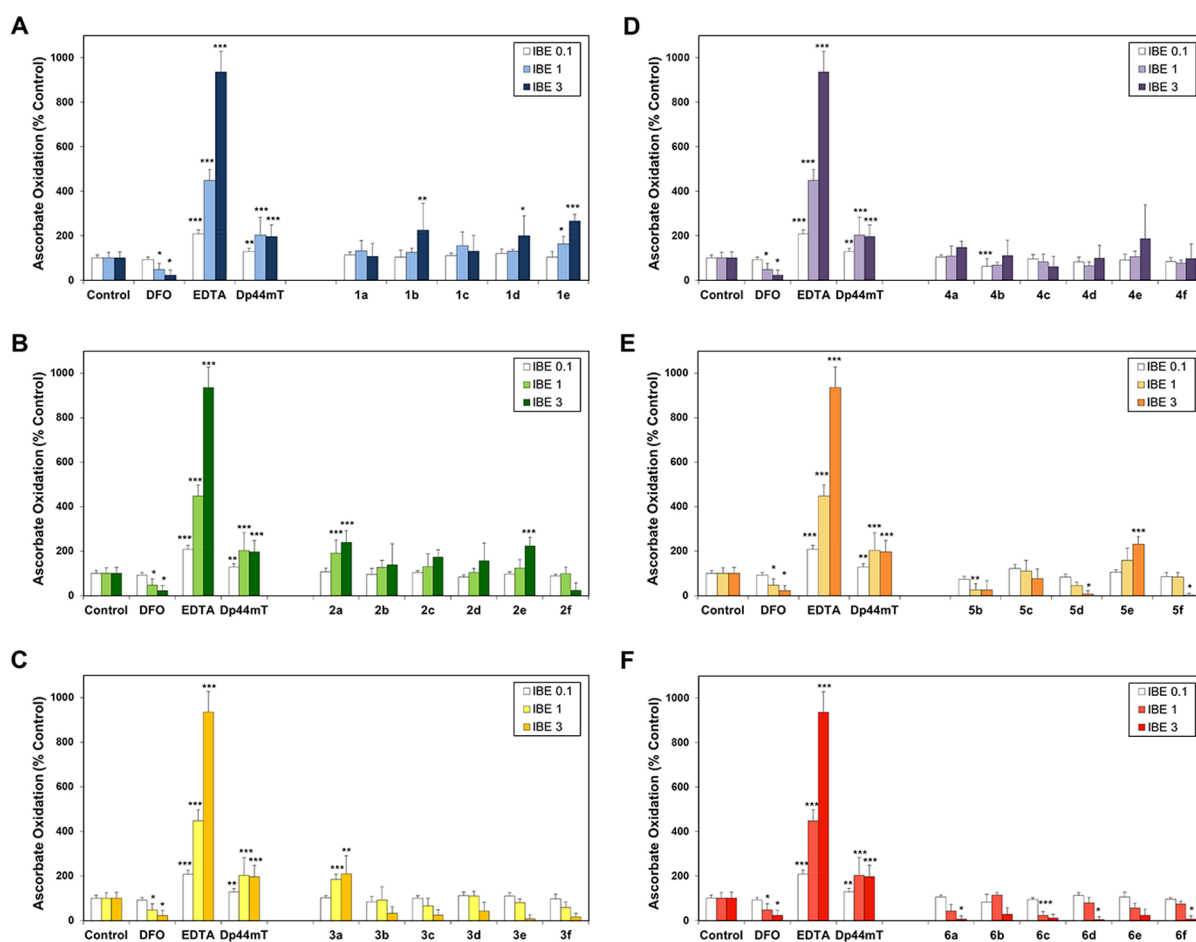 A
Ascorbate Oxidation (% Control)
1000
800
600
400
200
0
IBE 0.1
IBE 1
IBE 3
* * *** *** *** ** *** *** ** * * ***
Control DFO EDTA Dp44mT 1a 1b 1c 1d 1e
B
Ascorbate Oxidation (% Control)
1000
800
600
400
200
0
IBE 0.1
IBE 1
IBE 3
* * *** *** *** ** *** *** *** *** ***
Control DFO EDTA Dp44mT 2a 2b 2c 2d 2e 2f
C
Ascorbate Oxidation (% Control)
1000
800
600
400
200
0
IBE 0.1
IBE 1
IBE 3
* * *** *** *** ** *** *** *** **
Control DFO EDTA Dp44mT 3a 3b 3c 3d 3e 3f
D
Ascorbate Oxidation (% Control)
1000
800
600
400
200
0
IBE 0.1
IBE 1
IBE 3
* * *** *** *** ** *** *** ***
Control DFO EDTA Dp44mT 4a 4b 4c 4d 4e 4f
E
Ascorbate Oxidation (% Control)
1000
800
600
400
200
0
IBE 0.1
IBE 1
IBE 3
* * *** *** *** ** *** *** ** * *** *
Control DFO EDTA Dp44mT 5b 5c 5d 5e 5f
F
Ascorbate Oxidation (% Control)
1000
800
600
400
200
0
IBE 0.1
IBE 1
IBE 3
* * *** *** *** ** *** *** * *** * *
Control DFO EDTA Dp44mT 6a 6b 6c 6d 6e 6f